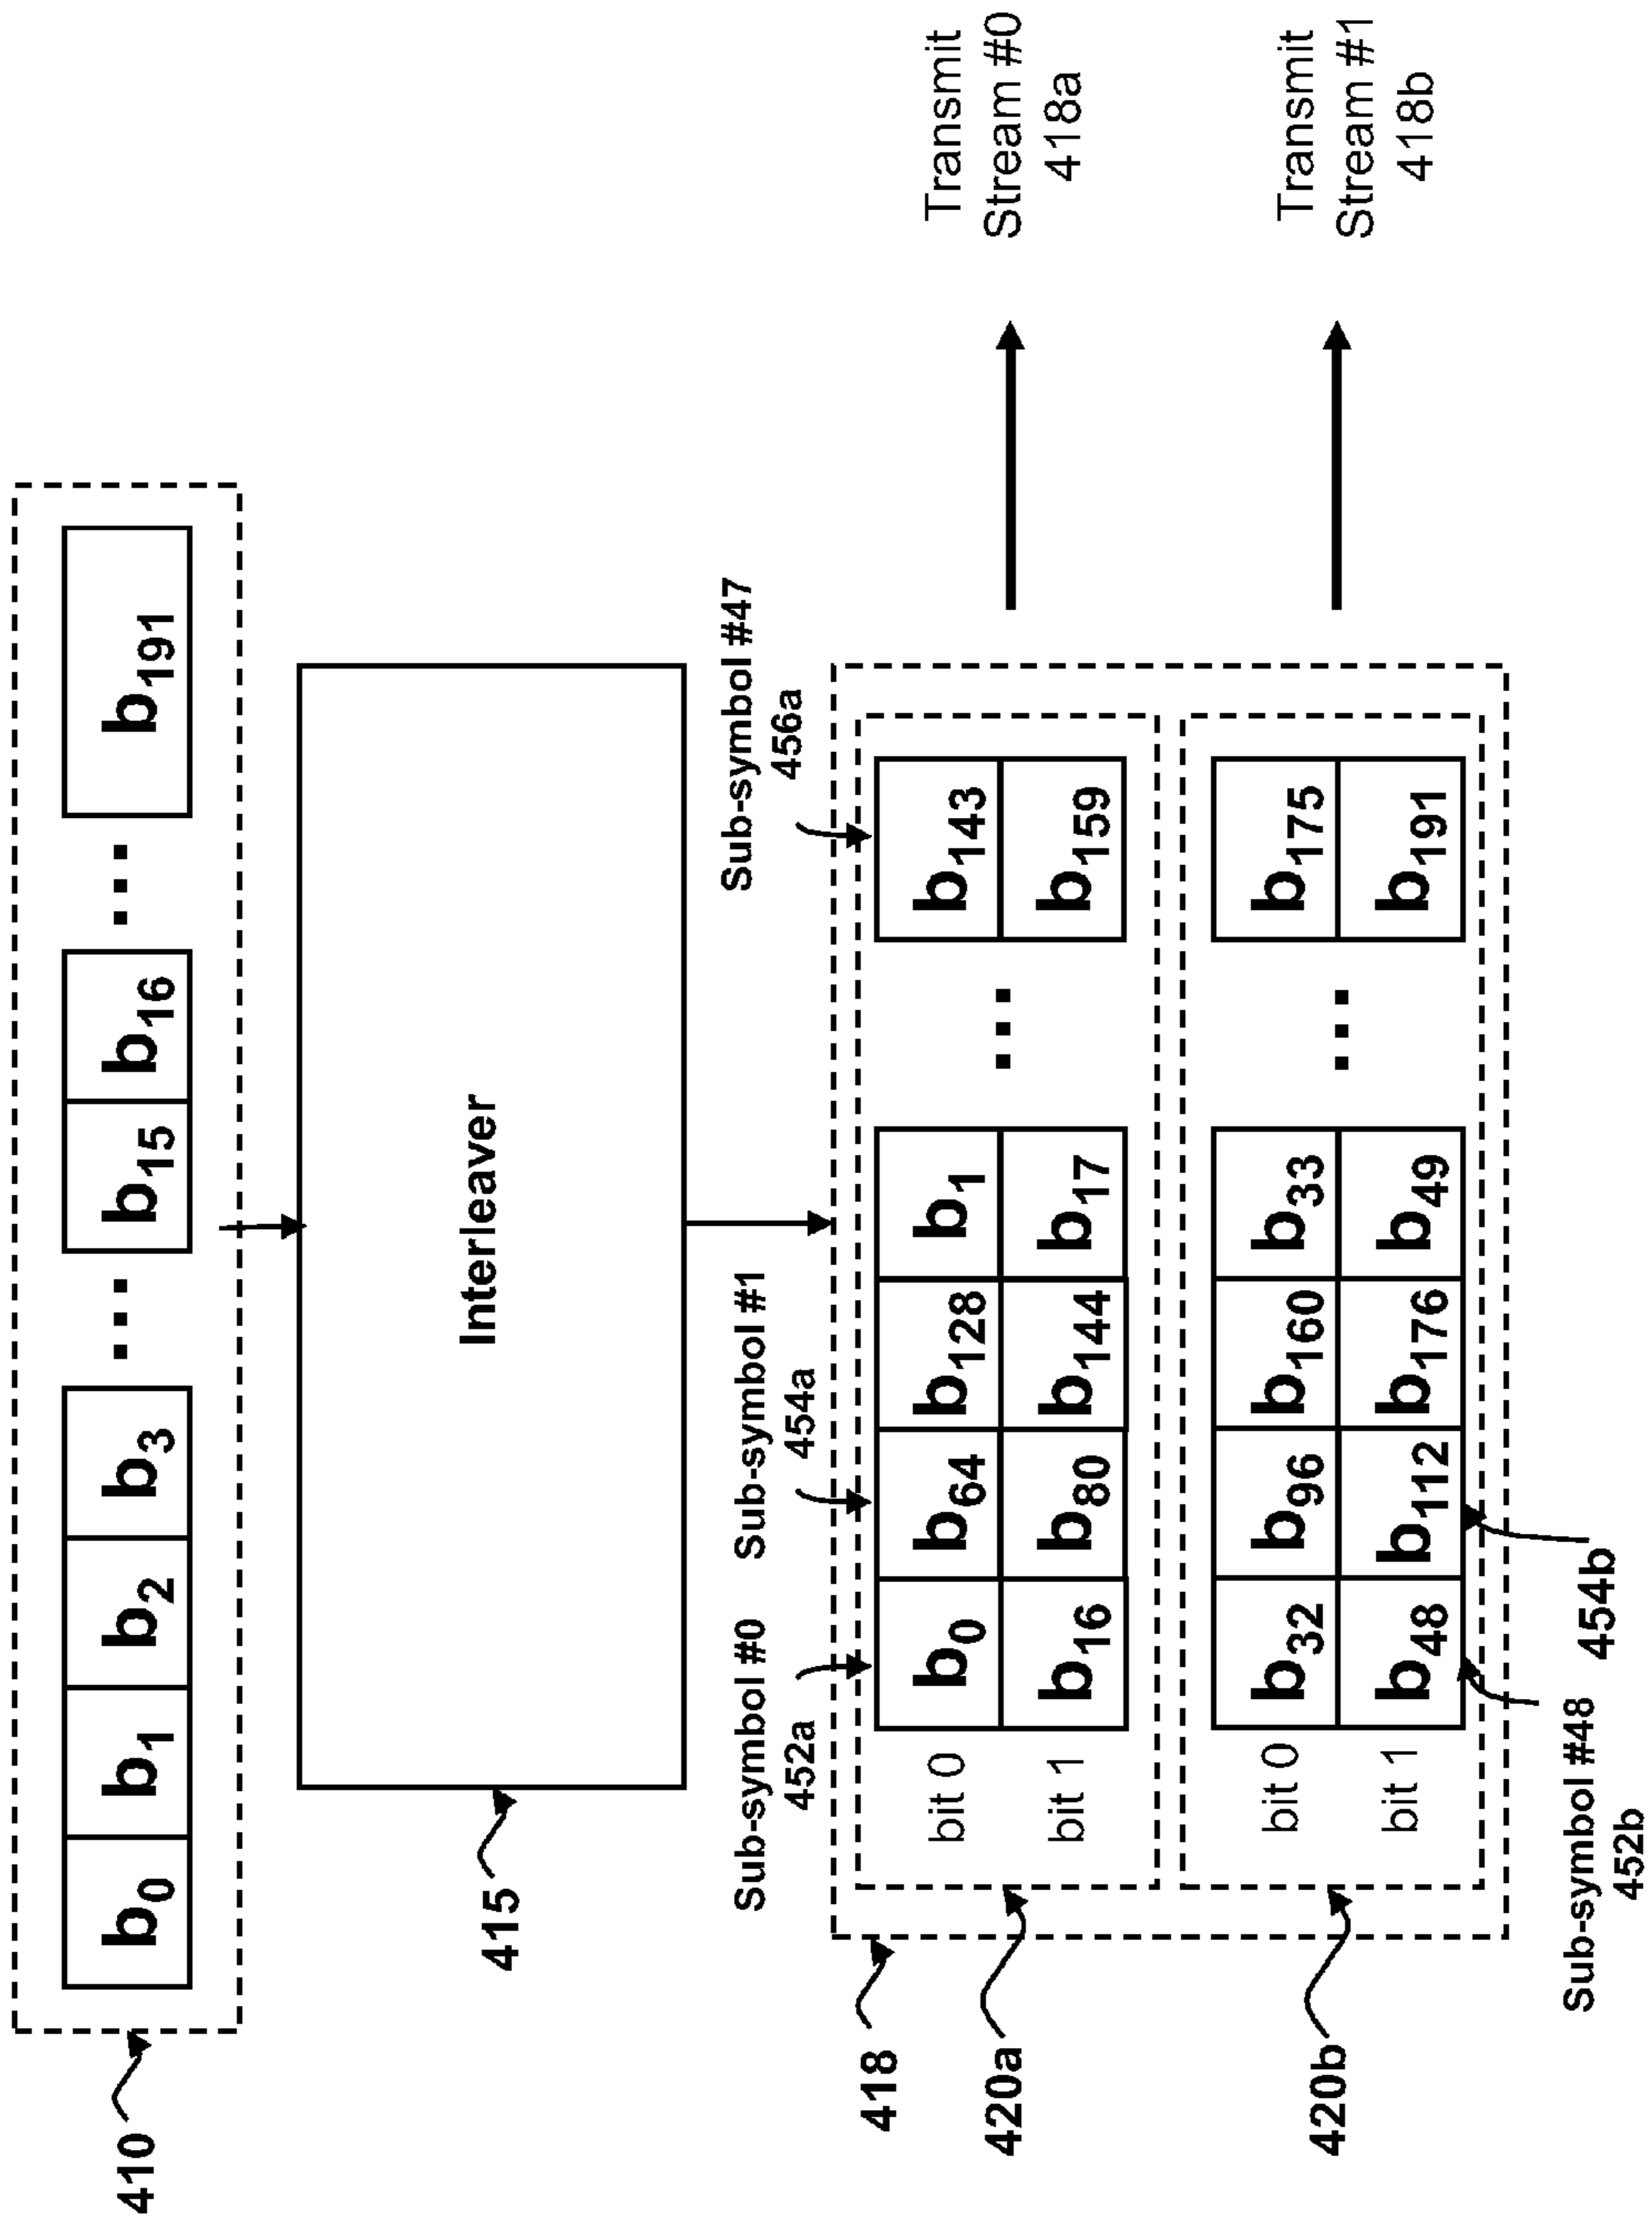 b0 b1 b2 b3 ... b15 b16 ... b191
410
Interleaver
415
Sub-symbol #0
452a
Sub-symbol #1
454a
Sub-symbol #47
456a
bit 0 b0 b64 b128 b1 ... b143
bit 1 b16 b80 b144 b17 ... b159
bit 0 b32 b96 b160 b33 ... b175
bit 1 b48 b112 b176 b49 ... b191
418
420a
420b
Sub-symbol #48
452b
454b
Transmit
Stream #0
418a
Transmit
Stream #1
418b